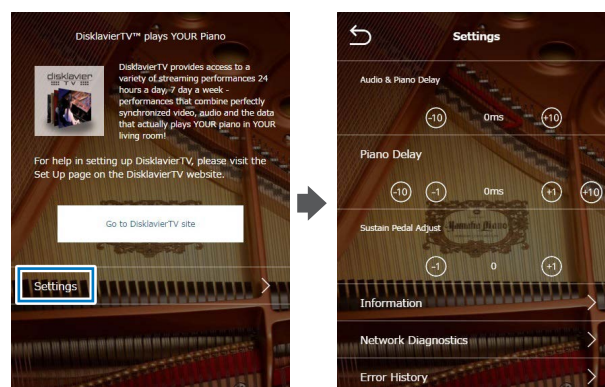 DisklavierTV™ plays YOUR Piano
disklavier
TV
DisklavierTV provides access to a
variety of streaming performances 24
hours a day, 7 day a week -
performances that combine perfectly
synchronized video, audio and the data
that actually plays YOUR piano in YOUR
living room!
For help in setting up DisklavierTV, please visit the
Set Up page on the DisklavierTV website.
Go to DisklavierTV site
Settings
Settings
Audio & Piano Delay
-10 0ms +10
Piano Delay
-10 -1 0ms +1 +10
Sustain Pedal Adjust
-1 0 +1
Yamaha Piano
Information
Network Diagnostics
Error History